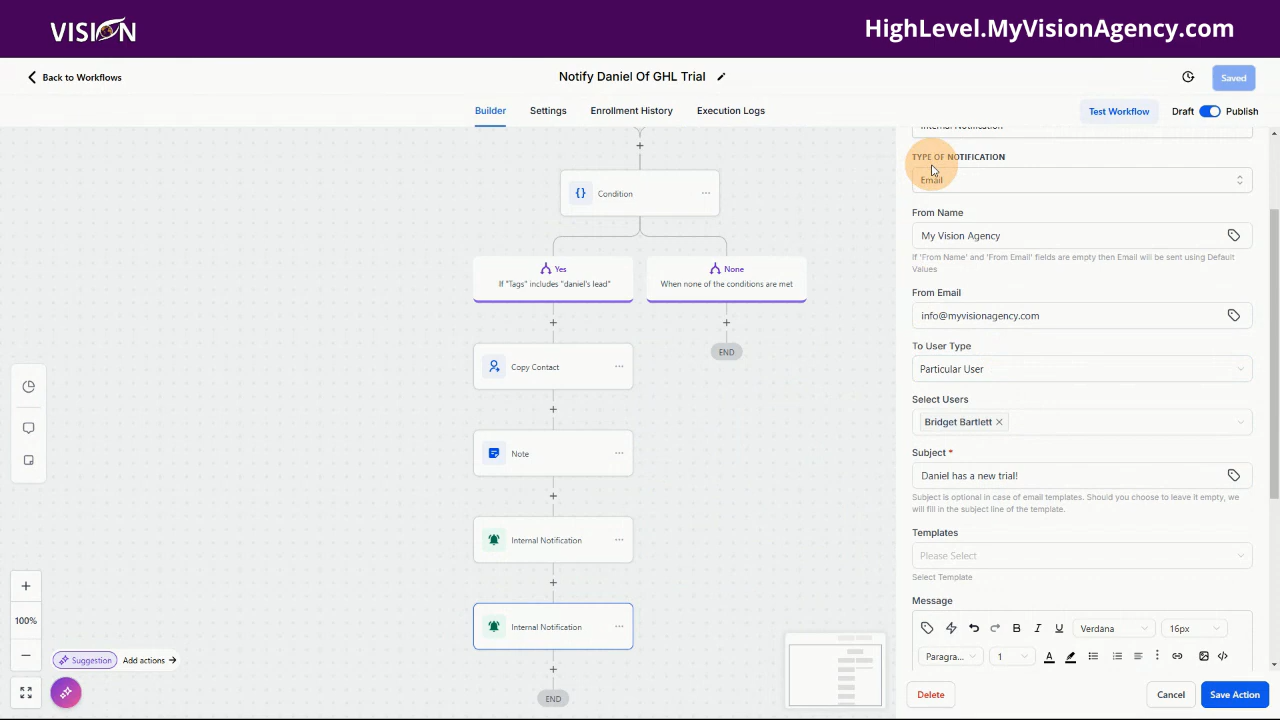 VISION
HighLevel.MyVisionAgency.com
Back to Workflows
Notify Daniel Of GHL Trial
Saved
Builder
Settings
Enrollment History
Execution Logs
Test Workflow
Draft
Publish
Internal Notification
TYPE OF NOTIFICATION
Email
From Name
My Vision Agency
If 'From Name' and 'From Email' fields are empty then Email will be sent using Default
Values
From Email
info@myvisionagency.com
To User Type
Particular User
Select Users
Bridget Bartlett
Subject *
Daniel has a new trial!
Subject is optional in case of email templates. Should you choose to leave it empty, we
will fill in the subject line of the template.
Templates
Please Select
Select Template
Message
Verdana
16px
Paragra...
1
Delete
Cancel
Save Action
Condition
Yes
If "Tags" includes "daniel's lead"
None
When none of the conditions are met
END
Copy Contact
Note
Internal Notification
Internal Notification
END
100%
Suggestion
Add actions